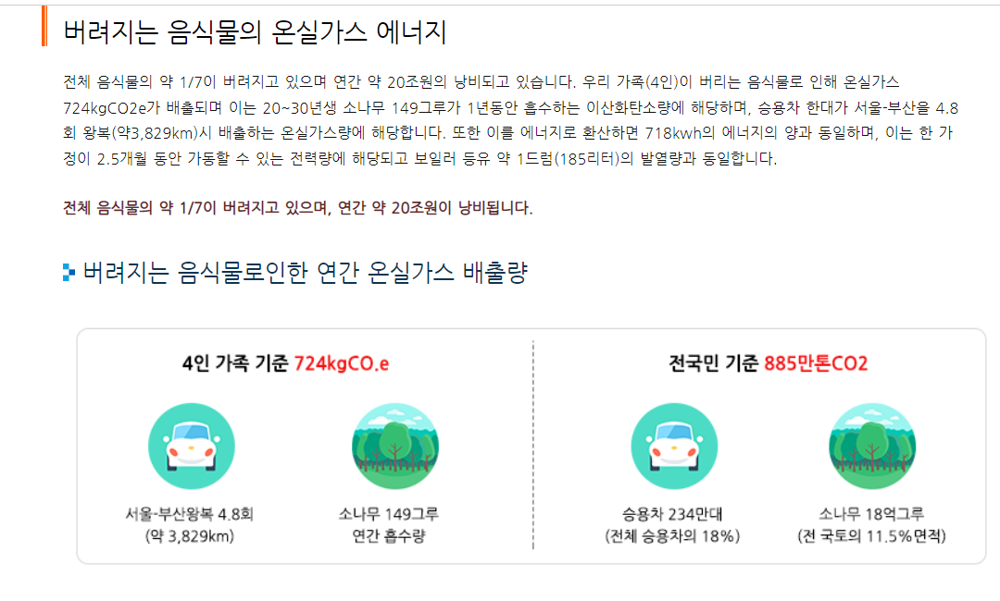 버려지는 음식물의 온실가스 에너지
전체 음식물의 약 1/7이 버려지고 있으며 연간 약 20조원의 낭비되고 있습니다. 우리 가족(4인)이 버리는 음식물로 인해 온실가스
724kgCO2e가 배출되며 이는 20~30년생 소나무 149그루가 1년동안 흡수하는 이산화탄소량에 해당하며, 승용차 한대가 서울-부산을 4.8
회 왕복(약3,829km)시 배출하는 온실가스량에 해당합니다. 또한 이를 에너지로 환산하면 718kwh의 에너지의 양과 동일하며, 이는 한 가
정이 2.5개월 동안 가동할 수 있는 전력량에 해당되고 보일러 등유 약 1드럼(185리터)의 발열량과 동일합니다.
전체 음식물의 약 1/7이 버려지고 있으며, 연간 약 20조원이 낭비됩니다.
버려지는 음식물로인한 연간 온실가스 배출량
4인 가족 기준 724kgCO.e
서울-부산왕복 4.8회
(약 3,829km)
소나무 149그루
연간 흡수량
전국민 기준 885만톤CO2
승용차 234만대
(전체 승용차의 18%)
소나무 18억그루
(전 국토의 11.5%면적)